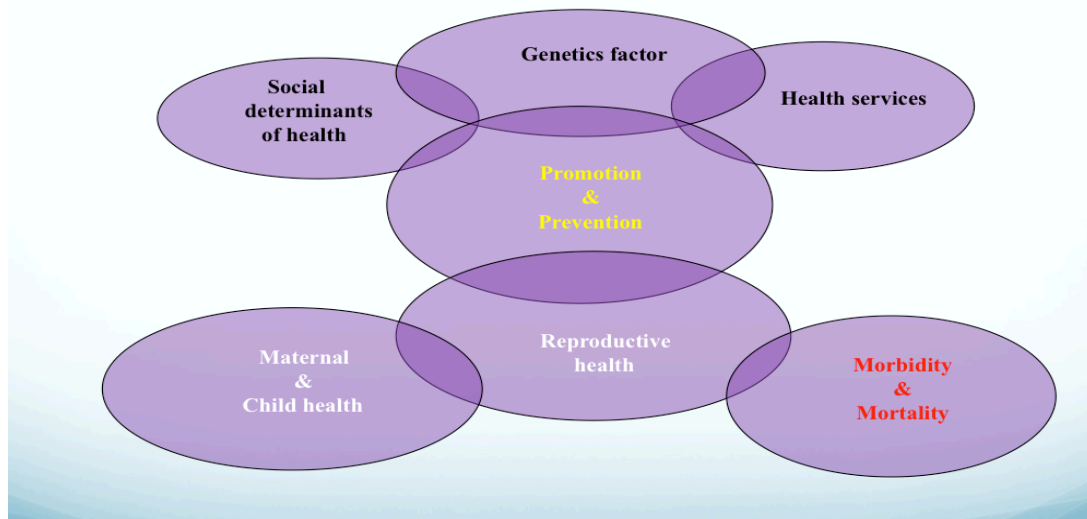 Genetics factor
Social
determinants
of health
Health services
Promotion
&
Prevention
Maternal
&
Child health
Reproductive
health
Morbidity
&
Mortality